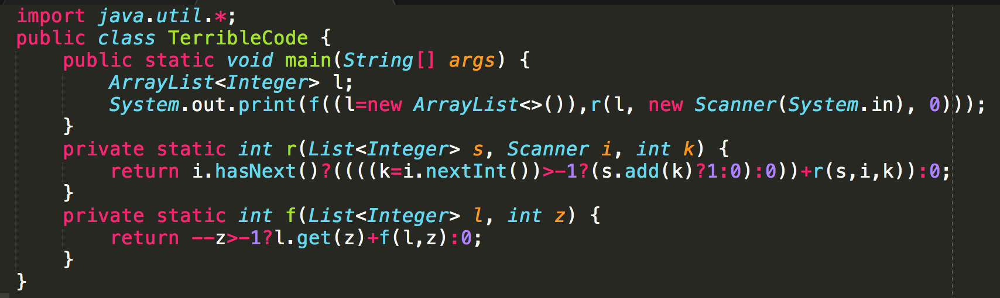 import java.util.*;
public class TerribleCode {
    public static void main(String[] args) {
        ArrayList<Integer> l;
        System.out.print(f((l=new ArrayList<>()),r(l, new Scanner(System.in), 0)));
    }
    private static int r(List<Integer> s, Scanner i, int k) {
        return i.hasNext()?((((k=i.nextInt())>-1?(s.add(k)?1:0):0))+r(s,i,k)):0;
    }
    private static int f(List<Integer> l, int z) {
        return --z>-1?l.get(z)+f(l,z):0;
    }
}